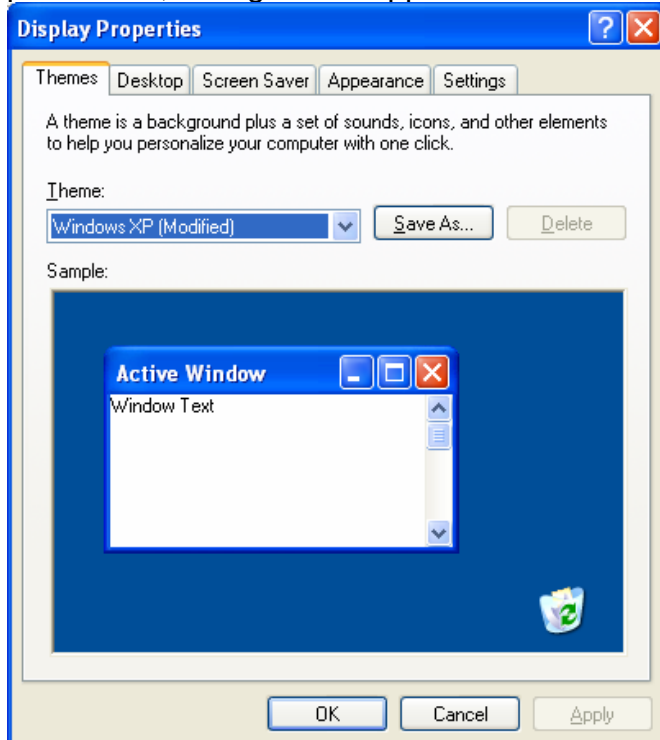 Display Properties
Themes Desktop Screen Saver Appearance Settings
A theme is a background plus a set of sounds, icons, and other elements
to help you personalize your computer with one click.
Theme:
Windows XP (Modified) Save As... Delete
Sample:
Active Window
Window Text
OK Cancel Apply